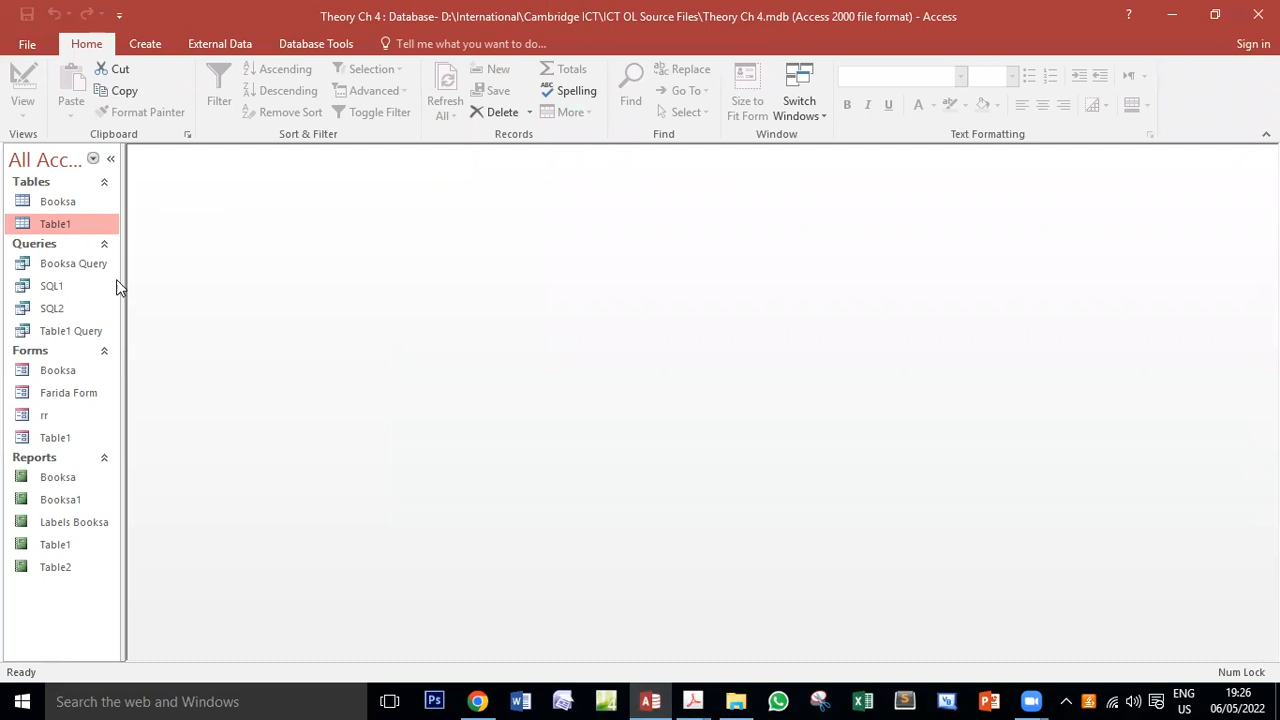 Theory Ch 4 : Database- D:\International\Cambridge ICT\ICT OL Source Files\Theory Ch 4.mdb (Access 2000 file format) - Access
?
File Home Create External Data Database Tools Tell me what you want to do... Sign in
View
Views
Paste
Cut
Copy
Format Painter
Clipboard
Filter
Ascending
Descending
Remove Sort
Selection
Advanced
Toggle Filter
Sort & Filter
Refresh All
New
Save
Delete
Totals
Spelling
More
Records
Find
Replace
Go To
Select
Find
Size to Fit Form
Switch Windows
Window
B I U A
Text Formatting
All Acc...
Tables
Booksa
Table1
Queries
Booksa Query
SQL1
SQL2
Table1 Query
Forms
Booksa
Farida Form
rr
Table1
Reports
Booksa
Booksa1
Labels Booksa
Table1
Table2
Ready Num Lock
Search the web and Windows
ENG
US
19:26
06/05/2022